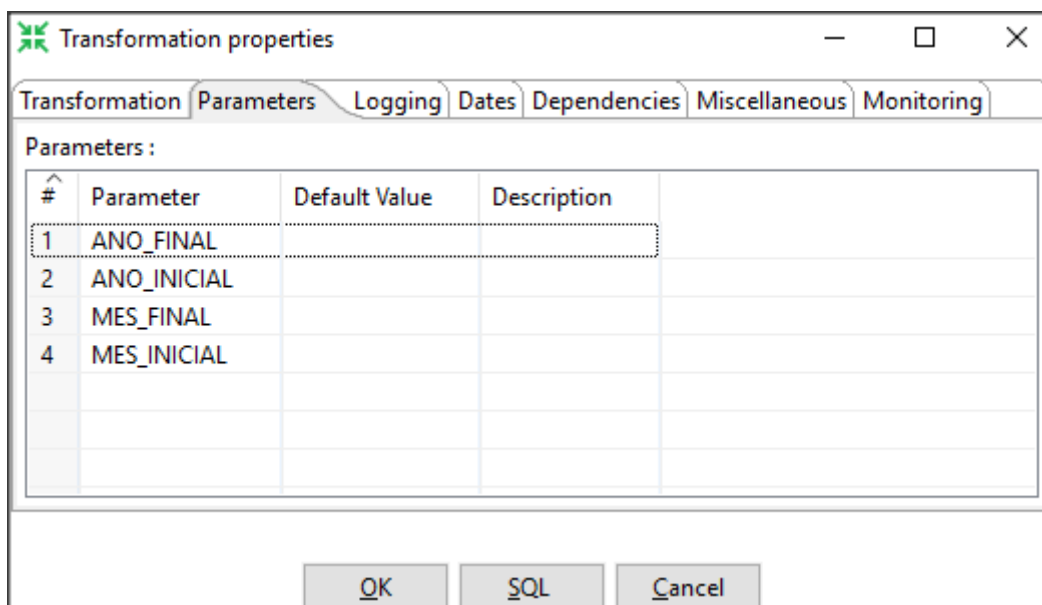 Transformation properties
Transformation Parameters Logging Dates Dependencies Miscellaneous Monitoring
Parameters :
# Parameter Default Value Description
1 ANO_FINAL
2 ANO_INICIAL
3 MES_FINAL
4 MES_INICIAL
OK SQL Cancel